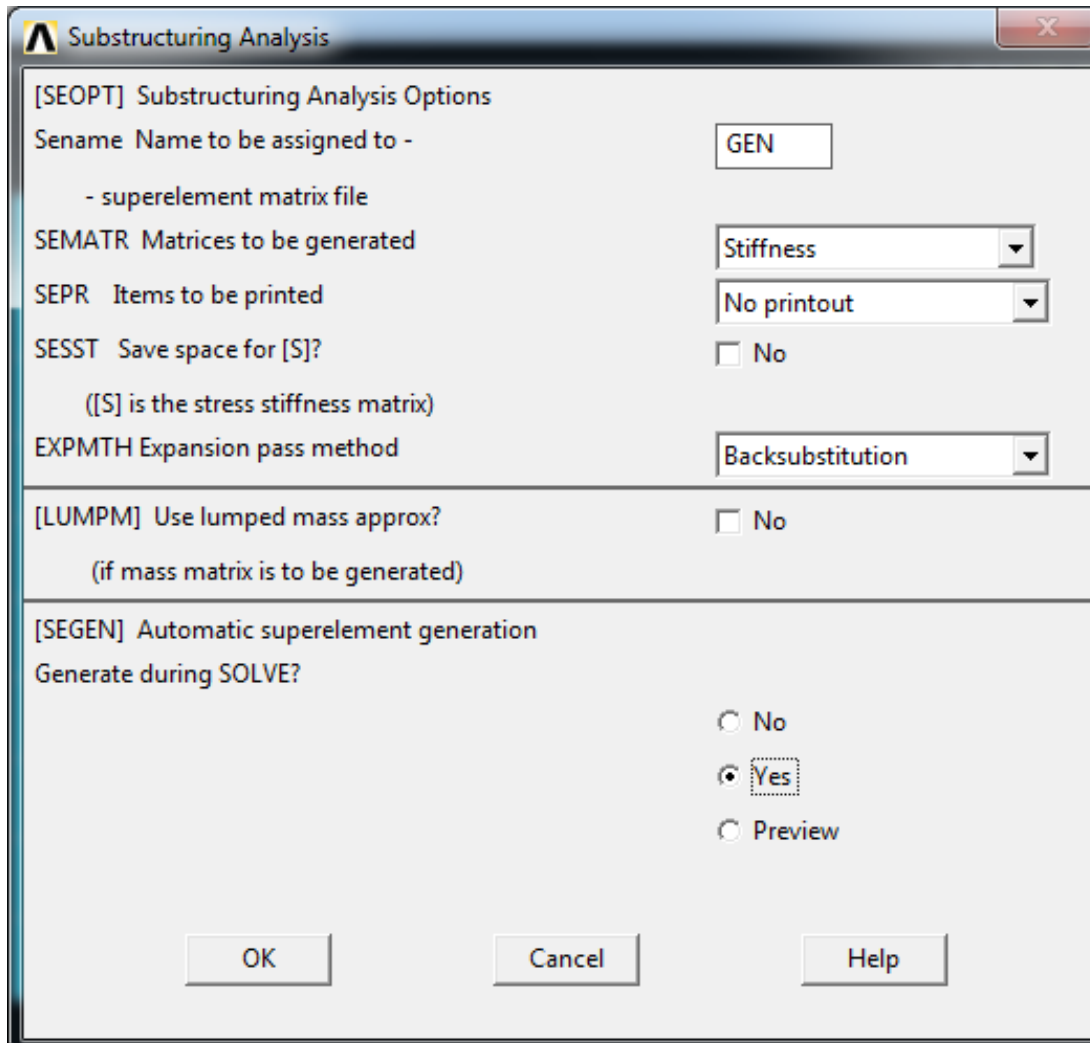 Substructuring Analysis
[SEOPT] Substructuring Analysis Options
Sename Name to be assigned to - GEN
- superelement matrix file
SEMATR Matrices to be generated Stiffness
SEPR Items to be printed No printout
SESST Save space for [S]? No
([S] is the stress stiffness matrix)
EXPMTH Expansion pass method Backsubstitution
[LUMPM] Use lumped mass approx? No
(if mass matrix is to be generated)
[SEGEN] Automatic superelement generation
Generate during SOLVE?
No
Yes
Preview
OK Cancel Help